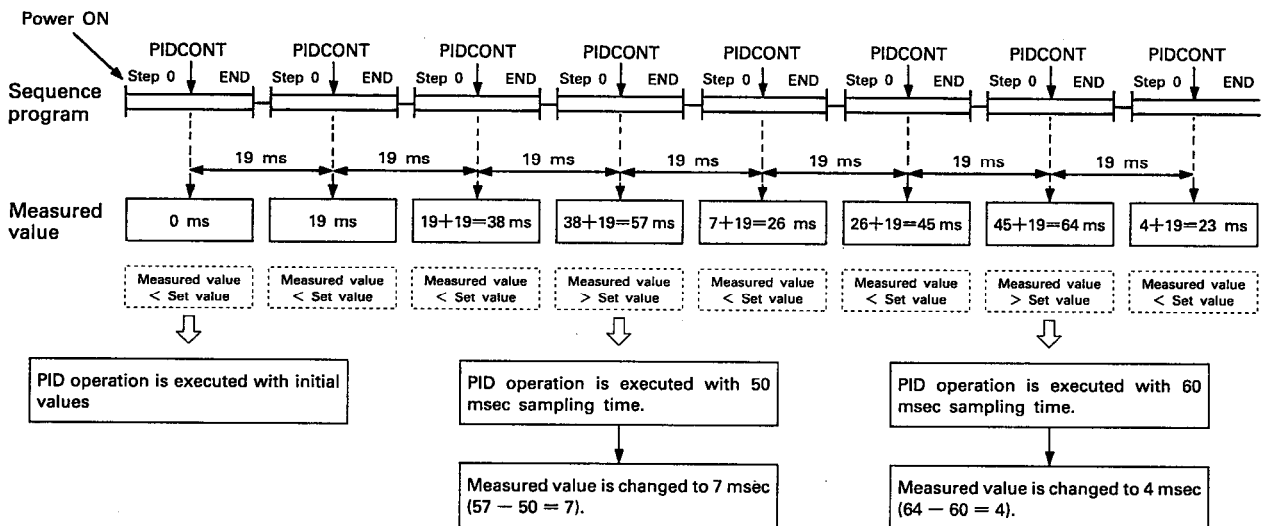 Power ON
PIDCONT PIDCONT PIDCONT PIDCONT PIDCONT PIDCONT PIDCONT PIDCONT
Step 0 END Step 0 END Step 0 END Step 0 END Step 0 END Step 0 END Step 0 END Step 0 END
Sequence
program
19 ms 19 ms 19 ms 19 ms 19 ms 19 ms 19 ms
Measured
value
0 ms 19 ms 19+19=38 ms 38+19=57 ms 7+19=26 ms 26+19=45 ms 45+19=64 ms 4+19=23 ms
Measured value
< Set value
Measured value
< Set value
Measured value
< Set value
Measured value
> Set value
Measured value
< Set value
Measured value
< Set value
Measured value
> Set value
Measured value
< Set value
PID operation is executed with initial
values
PID operation is executed with 50
msec sampling time.
PID operation is executed with 60
msec sampling time.
Measured value is changed to 7 msec
(57 − 50 = 7).
Measured value is changed to 4 msec
(64 − 60 = 4).